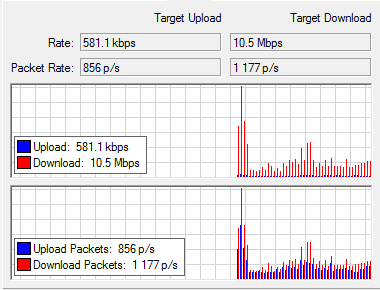 Target Upload Target Download
Rate: 581.1 kbps 10.5 Mbps
Packet Rate: 856 p/s 1 177 p/s
Upload: 581.1 kbps
Download: 10.5 Mbps
Upload Packets: 856 p/s
Download Packets: 1 177 p/s